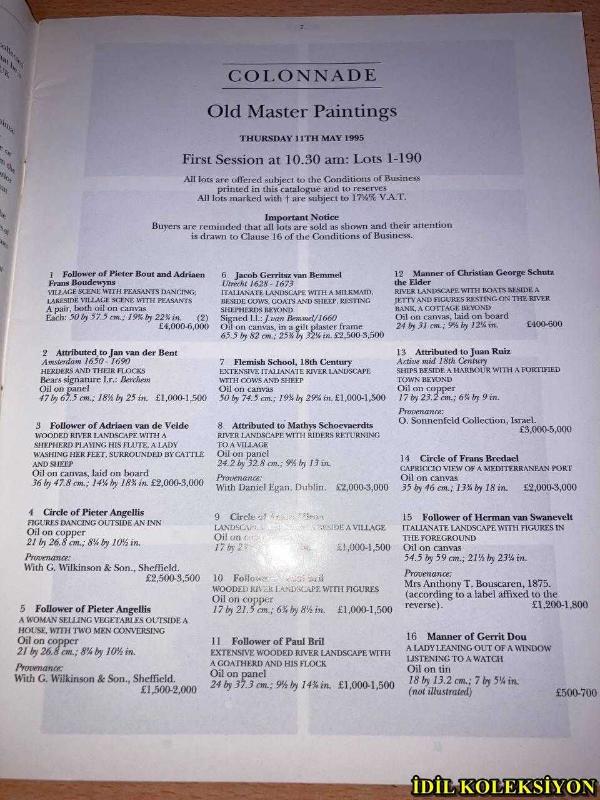 7
COLONNADE
Old Master Paintings
THURSDAY 11TH MAY 1995
First Session at 10.30 am: Lots 1-190
All lots are offered subject to the Conditions of Business
printed in this catalogue and to reserves
All lots marked with † are subject to 17½% V.A.T.
Important Notice
Buyers are reminded that all lots are sold as shown and their attention
is drawn to Clause 16 of the Conditions of Business.
1 Follower of Pieter Bout and Adriaen
Frans Boudewyns
VILLAGE SCENE WITH PEASANTS DANCING;
LAKESIDE VILLAGE SCENE WITH PEASANTS
A pair, both oil on canvas
Each: 50 by 57.5 cm.; 19¾ by 22¾ in. (2)
£4,000-6,000
2 Attributed to Jan van der Bent
Amsterdam 1650 - 1690
HERDERS AND THEIR FLOCKS
Bears signature l.r.: Berchem
Oil on panel
47 by 67.5 cm.; 18½ by 25 in. £1,000-1,500
3 Follower of Adriaen van de Velde
WOODED RIVER LANDSCAPE WITH A
SHEPHERD PLAYING HIS FLUTE, A LADY
WASHING HER FEET, SURROUNDED BY CATTLE
AND SHEEP
Oil on canvas, laid on board
36 by 47.8 cm.; 14¼ by 18¾ in. £2,000-3,000
4 Circle of Pieter Angellis
FIGURES DANCING OUTSIDE AN INN
Oil on copper
21 by 26.8 cm.; 8¼ by 10½ in.
Provenance:
With G. Wilkinson & Son., Sheffield.
£2,500-3,500
5 Follower of Pieter Angellis
A WOMAN SELLING VEGETABLES OUTSIDE A
HOUSE, WITH TWO MEN CONVERSING
Oil on copper
21 by 26.8 cm.; 8¼ by 10½ in.
Provenance:
With G. Wilkinson & Son., Sheffield.
£1,500-2,000
6 Jacob Gerritsz van Bemmel
Utrecht 1628 - 1673
ITALIANATE LANDSCAPE WITH A MILKMAID,
BESIDE COWS, GOATS AND SHEEP, RESTING
SHEPHERDS BEYOND
Signed l.l.: J.van Bemmel/1660
Oil on canvas, in a gilt plaster frame
65.5 by 82 cm.; 25¾ by 32¼ in. £2,500-3,500
7 Flemish School, 18th Century
EXTENSIVE ITALIANATE RIVER LANDSCAPE
WITH COWS AND SHEEP
Oil on canvas
50 by 74.5 cm.; 19¾ by 29¼ in. £1,000-1,500
8 Attributed to Mathys Schoevaerdts
RIVER LANDSCAPE WITH RIDERS RETURNING
TO A VILLAGE
Oil on panel
24.2 by 32.8 cm.; 9½ by 13 in.
Provenance:
With Daniel Egan, Dublin. £2,000-3,000
9 Circle of
BESIDE A VILLAGE
Oil on
17 by £1,000-1,500
10 Follower Bril
WOODED RIVER LANDSCAPE WITH FIGURES
Oil on copper
17 by 21.5 cm.; 6¾ by 8½ in. £1,000-1,500
11 Follower of Paul Bril
EXTENSIVE WOODED RIVER LANDSCAPE WITH
A GOATHERD AND HIS FLOCK
Oil on panel
24 by 37.3 cm.; 9½ by 14¾ in. £1,000-1,500
12 Manner of Christian George Schutz
the Elder
RIVER LANDSCAPE WITH BOATS BESIDE A
JETTY AND FIGURES RESTING ON THE RIVER
BANK, A COTTAGE BEYOND
Oil on canvas, laid on board
24 by 31 cm.; 9½ by 12¼ in. £400-600
13 Attributed to Juan Ruiz
Active mid 18th Century
SHIPS BESIDE A HARBOUR WITH A FORTIFIED
TOWN BEYOND
Oil on copper
17 by 23.2 cm.; 6¾ by 9 in.
Provenance:
O. Sonnenfeld Collection, Israel.
£3,000-5,000
14 Circle of Frans Bredael
CAPRICCIO VIEW OF A MEDITERRANEAN PORT
Oil on canvas
35 by 46 cm.; 13¾ by 18 in. £2,000-3,000
15 Follower of Herman van Swanevelt
ITALIANATE LANDSCAPE WITH FIGURES IN
THE FOREGROUND
Oil on canvas
54.5 by 59 cm.; 21½ by 23¼ in.
Provenance:
Mrs Anthony T. Bouscaren, 1875.
(according to a label affixed to the
reverse). £1,200-1,800
16 Manner of Gerrit Dou
A LADY LEANING OUT OF A WINDOW
LISTENING TO A WATCH
Oil on tin
18 by 13.2 cm.; 7 by 5¼ in.
(not illustrated) £500-700
İDİL KOLEKSİYON